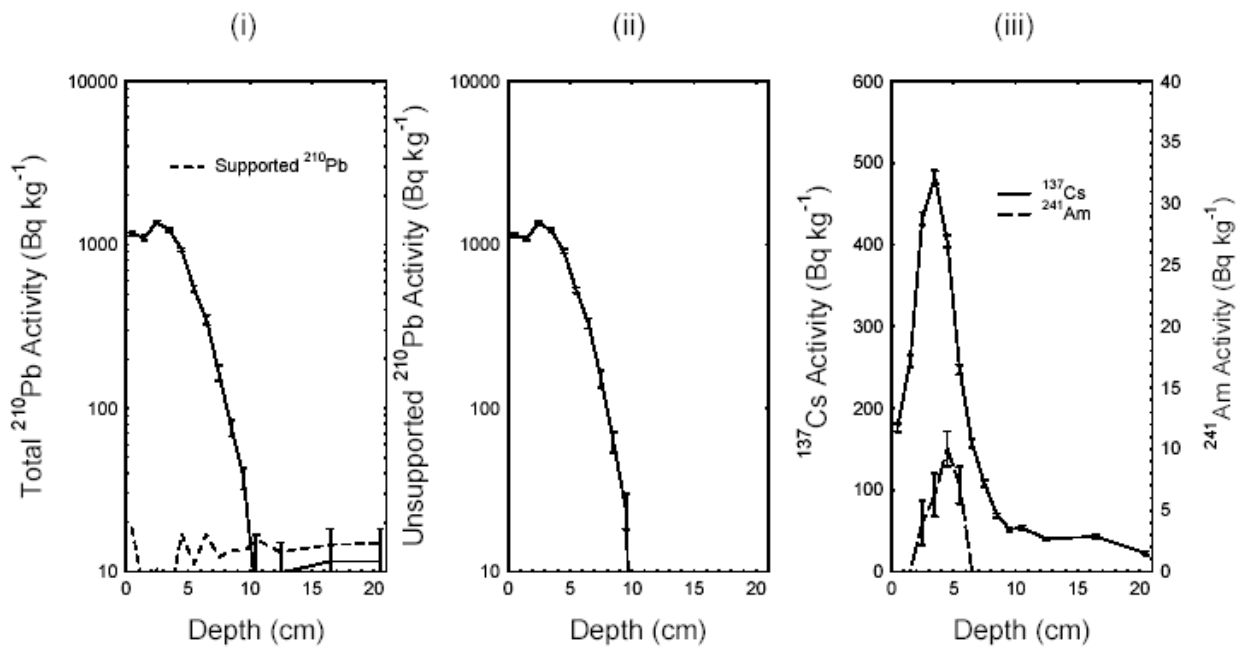 (i)
10000
1000
100
10
0 5 10 15 20
Total ²¹⁰Pb Activity (Bq kg⁻¹)
Depth (cm)
Supported ²¹⁰Pb
(ii)
10000
1000
100
10
0 5 10 15 20
Unsupported ²¹⁰Pb Activity (Bq kg⁻¹)
Depth (cm)
(iii)
600
500
400
300
200
100
0
0 5 10 15 20
40
35
30
25
20
15
10
5
0
¹³⁷Cs Activity (Bq kg⁻¹)
²⁴¹Am Activity (Bq kg⁻¹)
Depth (cm)
¹³⁷Cs
²⁴¹Am